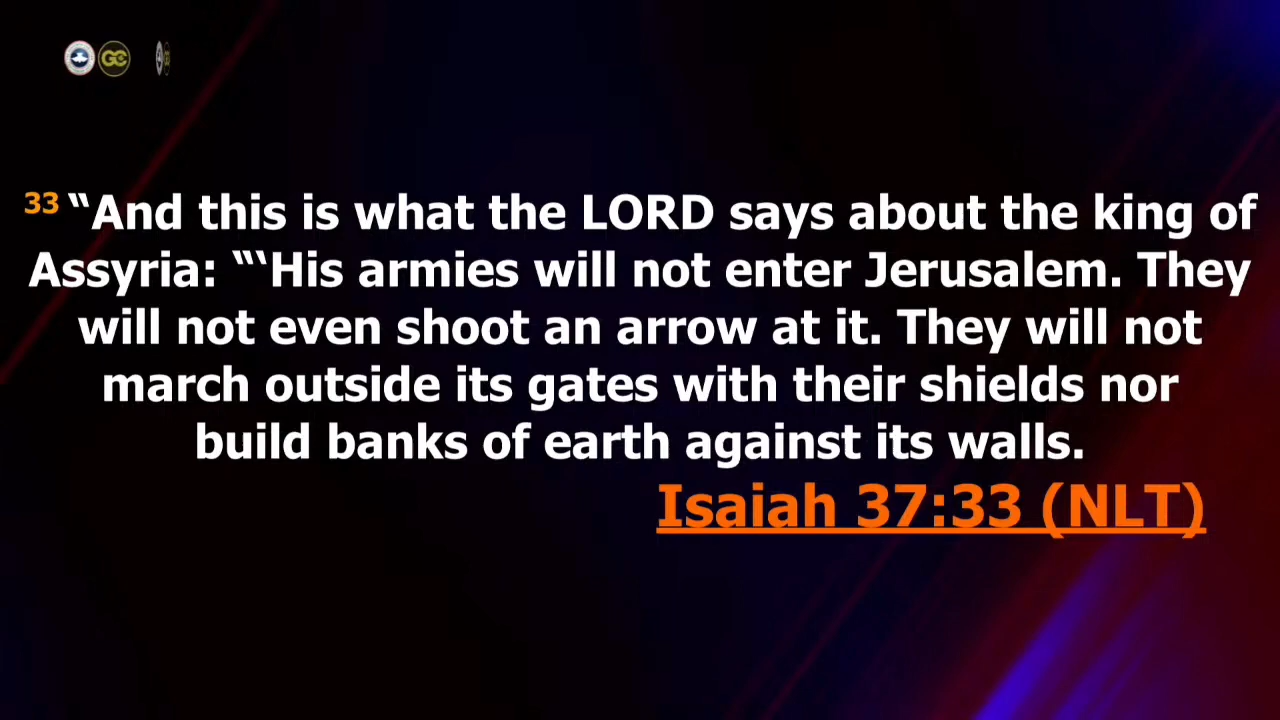 33 “And this is what the LORD says about the king of
Assyria: “‘His armies will not enter Jerusalem. They
will not even shoot an arrow at it. They will not
march outside its gates with their shields nor
build banks of earth against its walls.
Isaiah 37:33 (NLT)